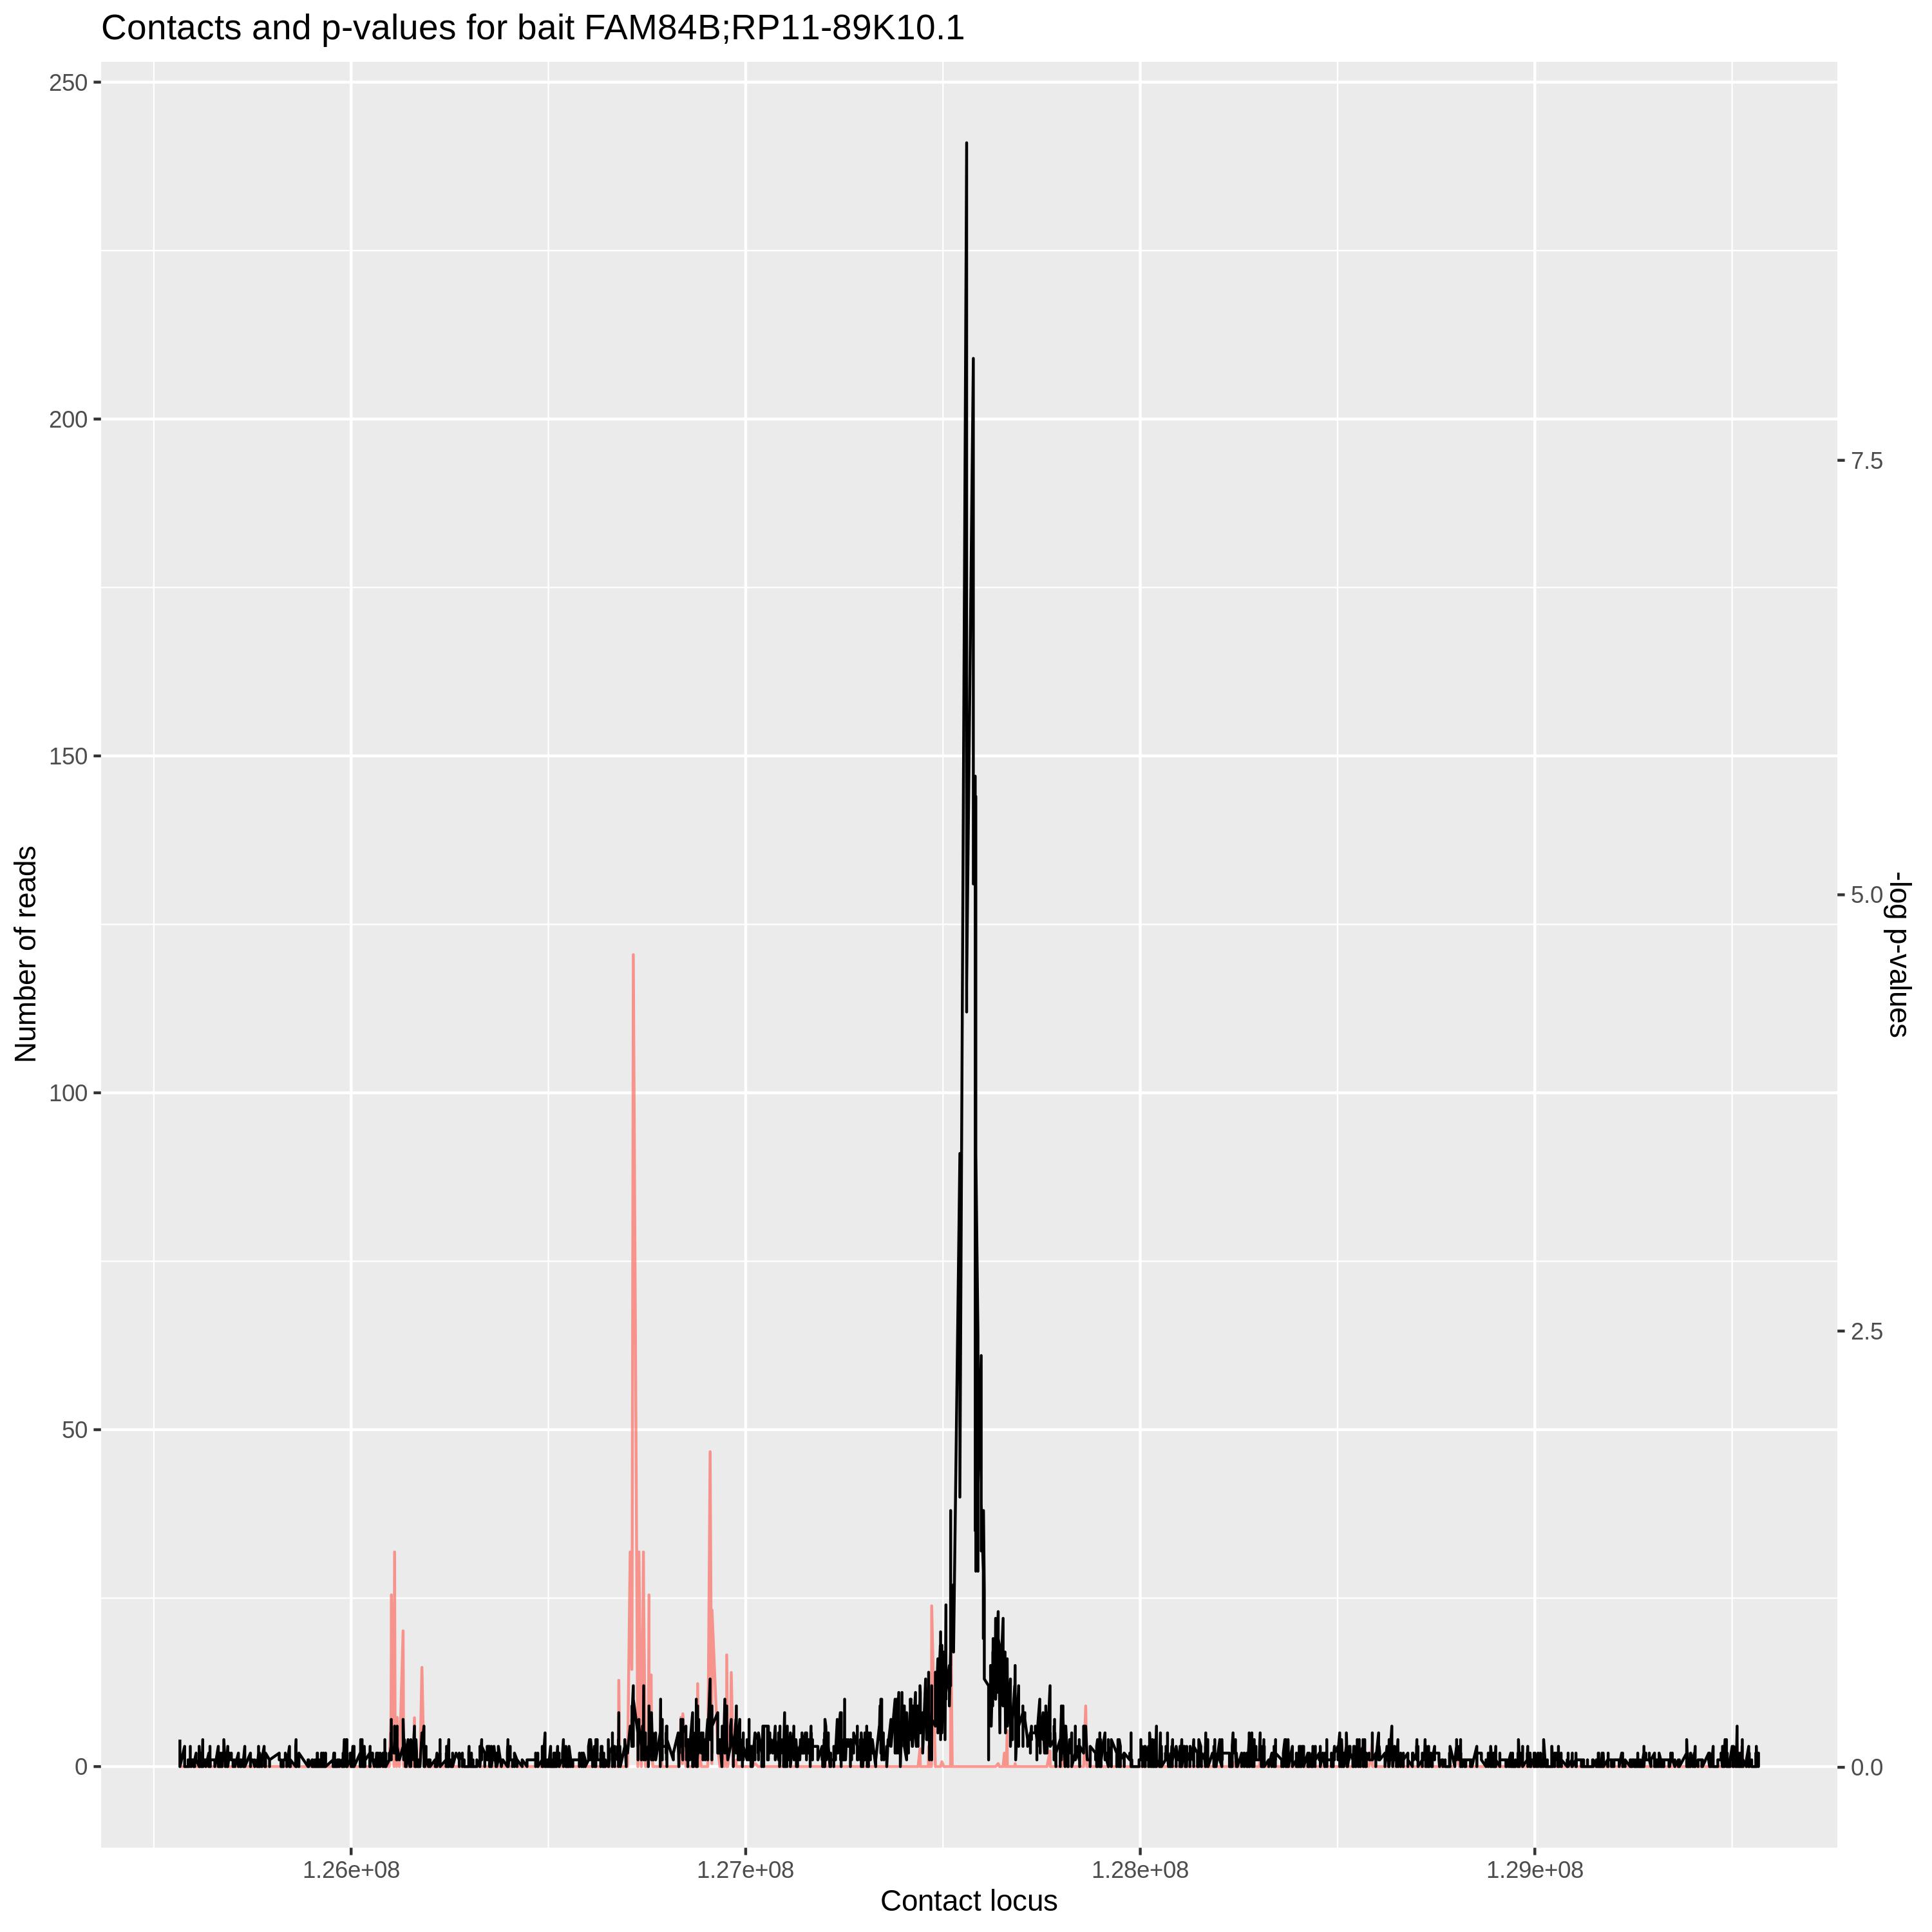 Contacts and p-values for bait FAM84B;RP11-89K10.1
250
200
150
100
50
0
Number of reads
7.5
5.0
2.5
0.0
-log p-values
1.26e+08
1.27e+08
1.28e+08
1.29e+08
Contact locus